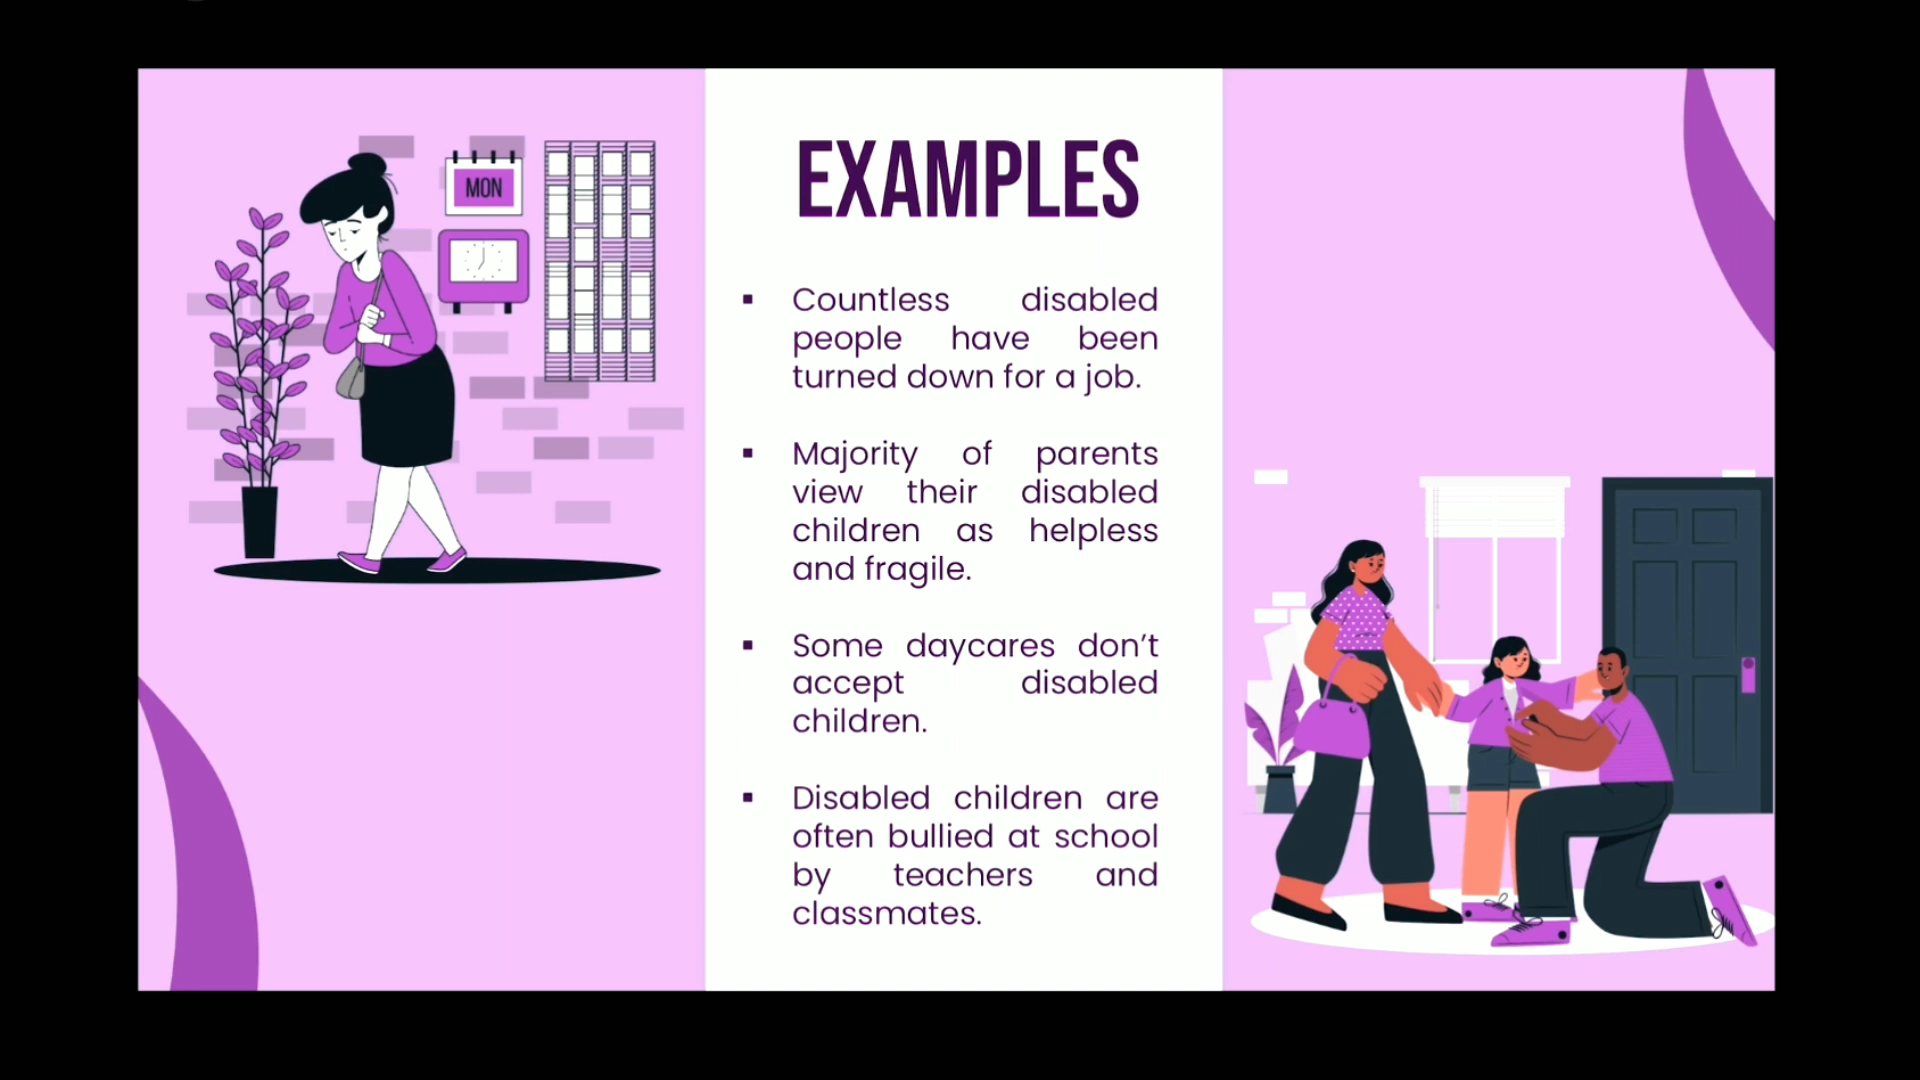 MON
EXAMPLES
▪ Countless disabled
people have been
turned down for a job.
▪ Majority of parents
view their disabled
children as helpless
and fragile.
▪ Some daycares don’t
accept disabled
children.
▪ Disabled children are
often bullied at school
by teachers and
classmates.